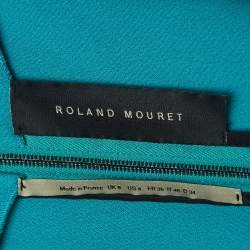 ROLAND MOURET
Made in France UK 8 US 4 FR 36 IT 40 D 34